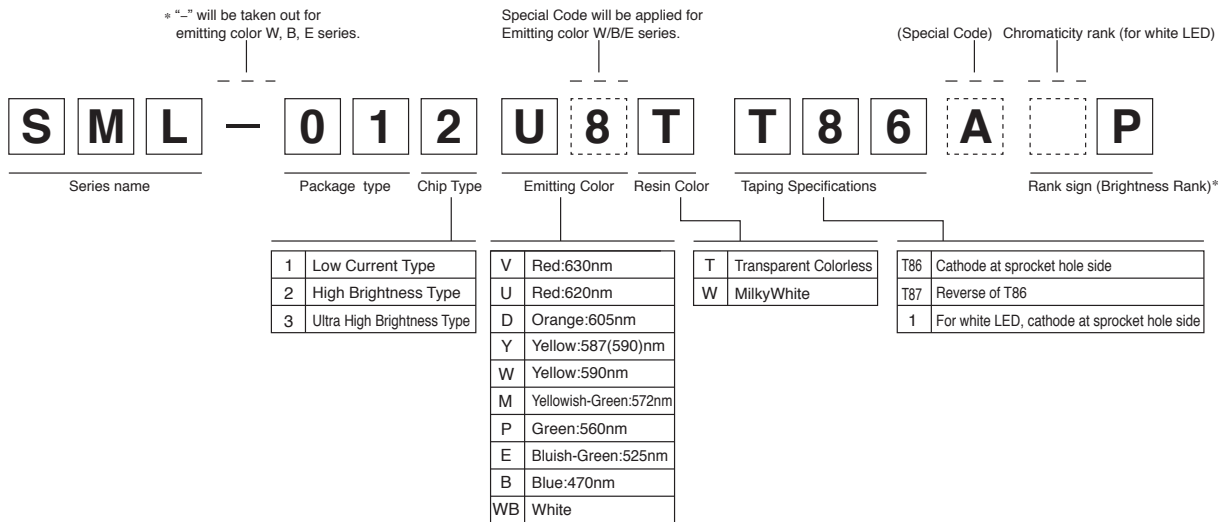 * “–” will be taken out for
emitting color W, B, E series.
Special Code will be applied for
Emitting color W/B/E series.
(Special Code) Chromaticity rank (for white LED)
S M L – 0 1 2 U 8 T T 8 6 A P
Series name Package type Chip Type Emitting Color Resin Color Taping Specifications Rank sign (Brightness Rank)*
1 Low Current Type
2 High Brightness Type
3 Ultra High Brightness Type
V Red:630nm
U Red:620nm
D Orange:605nm
Y Yellow:587(590)nm
W Yellow:590nm
M Yellowish-Green:572nm
P Green:560nm
E Bluish-Green:525nm
B Blue:470nm
WB White
T Transparent Colorless
W MilkyWhite
T86 Cathode at sprocket hole side
T87 Reverse of T86
1 For white LED, cathode at sprocket hole side